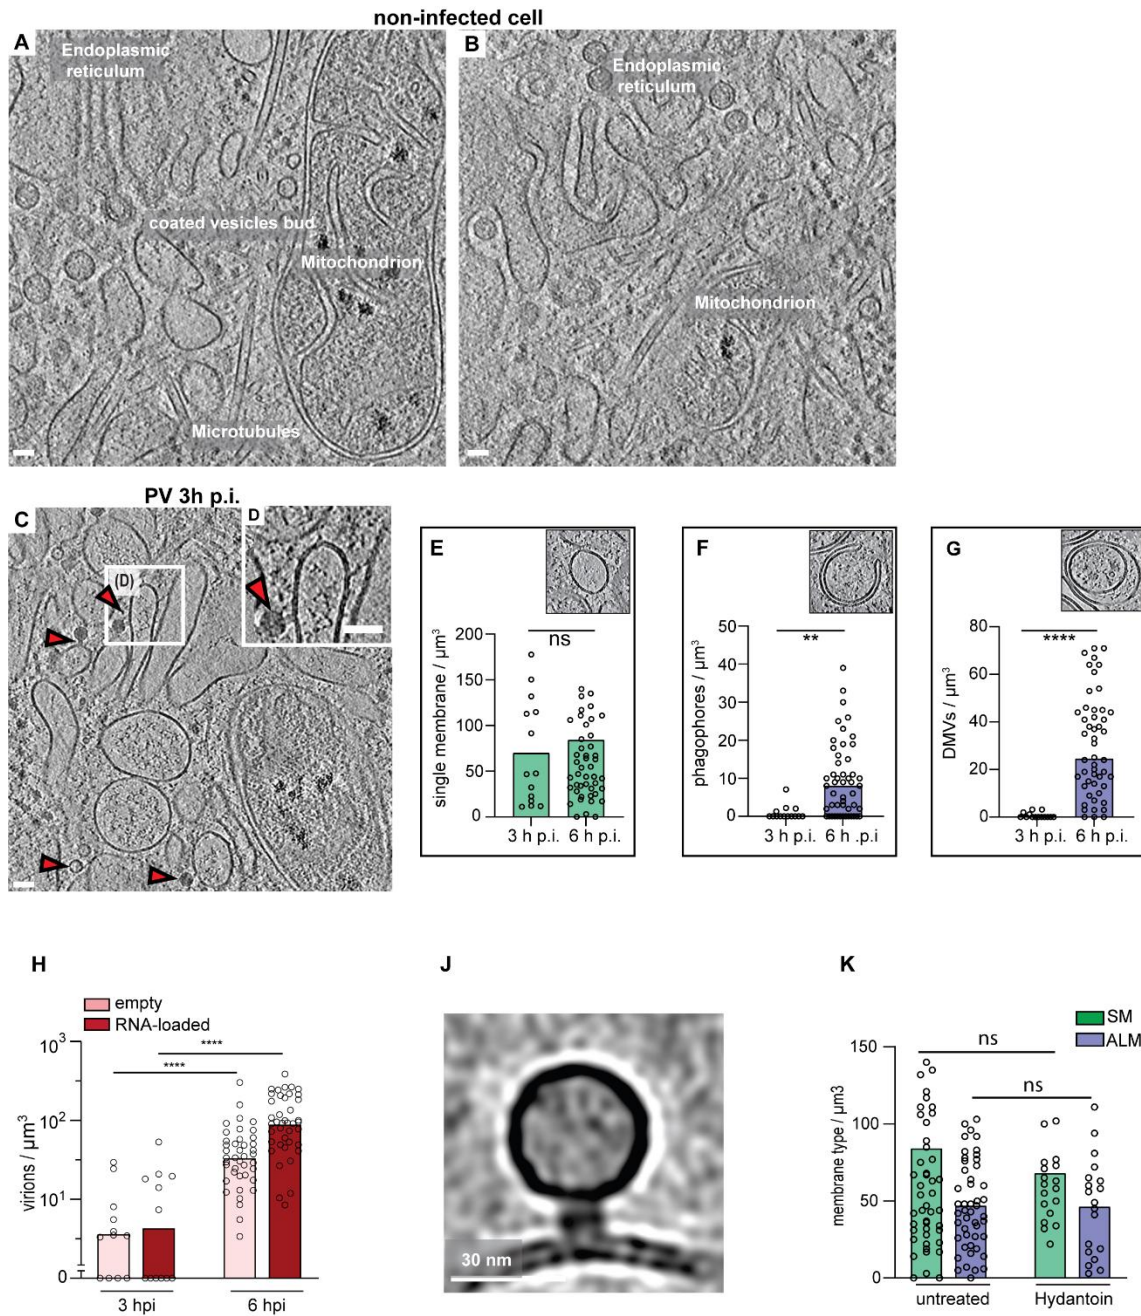 non-infected cell
A
Endoplasmic
reticulum
coated vesicles bud
Mitochondrion
Microtubules
B
Endoplasmic
reticulum
Mitochondrion
PV 3h p.i.
C
(D)
D
E
ns
single membrane / µm³
200
150
100
50
0
3 h p.i.
6 h p.i.
F
**
phagophores / µm³
50
40
30
20
10
0
3 h p.i.
6 h .p.i
G
****
DMVs / µm³
80
60
40
20
0
3 h p.i.
6 h p.i.
H
empty
RNA-loaded
****
****
virions / µm³
10³
10²
10¹
0
3 hpi
6 hpi
J
30 nm
K
SM
ALM
ns
ns
membrane type / µm3
150
100
50
0
untreated
Hydantoin